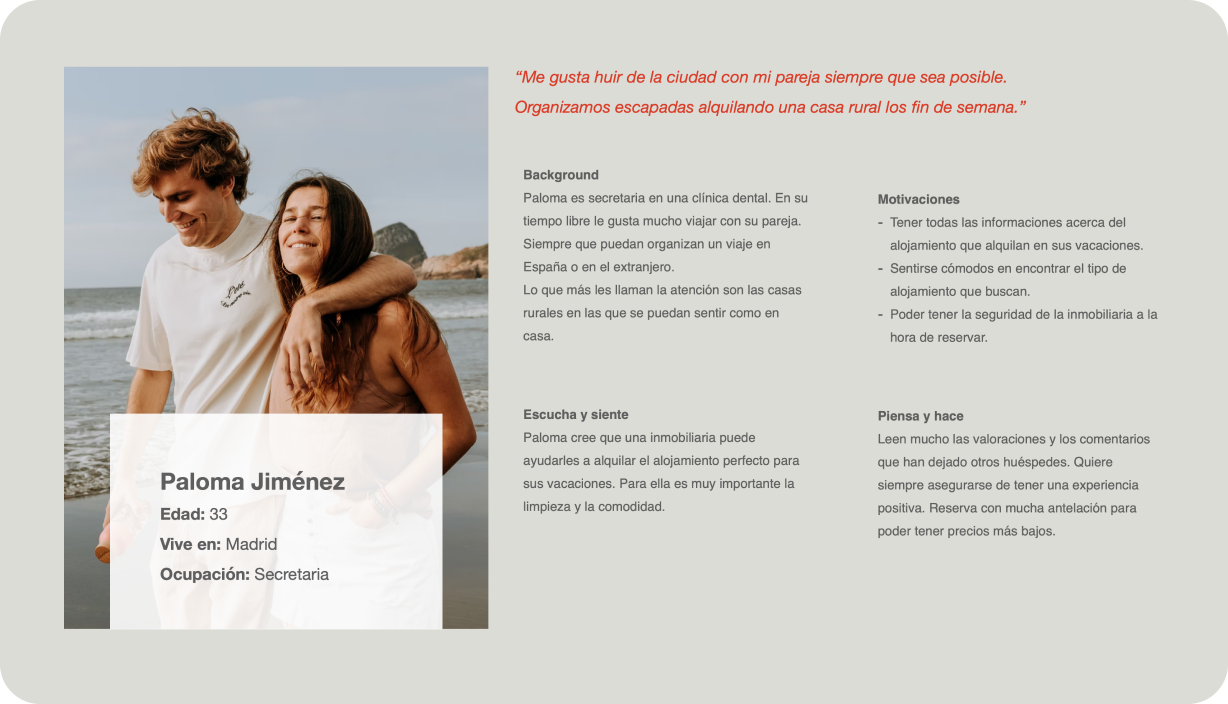 “Me gusta huir de la ciudad con mi pareja siempre que sea posible.
Organizamos escapadas alquilando una casa rural los fin de semana.”
Background
Paloma es secretaria en una clínica dental. En su
tiempo libre le gusta mucho viajar con su pareja.
Siempre que puedan organizan un viaje en
España o en el extranjero.
Lo que más les llaman la atención son las casas
rurales en las que se puedan sentir como en
casa.
Motivaciones
- Tener todas las informaciones acerca del
alojamiento que alquilan en sus vacaciones.
- Sentirse cómodos en encontrar el tipo de
alojamiento que buscan.
- Poder tener la seguridad de la inmobiliaria a la
hora de reservar.
Escucha y siente
Paloma cree que una inmobiliaria puede
ayudarles a alquilar el alojamiento perfecto para
sus vacaciones. Para ella es muy importante la
limpieza y la comodidad.
Piensa y hace
Leen mucho las valoraciones y los comentarios
que han dejado otros huéspedes. Quiere
siempre asegurarse de tener una experiencia
positiva. Reserva con mucha antelación para
poder tener precios más bajos.
Paloma Jiménez
Edad: 33
Vive en: Madrid
Ocupación: Secretaria